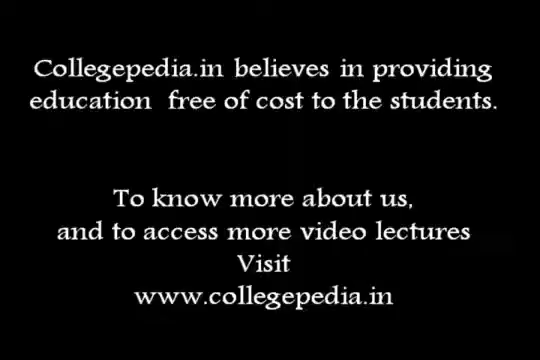 Collegepedia.in believes in providing
education free of cost to the students.
To know more about us,
and to access more video lectures
Visit
www.collegepedia.in